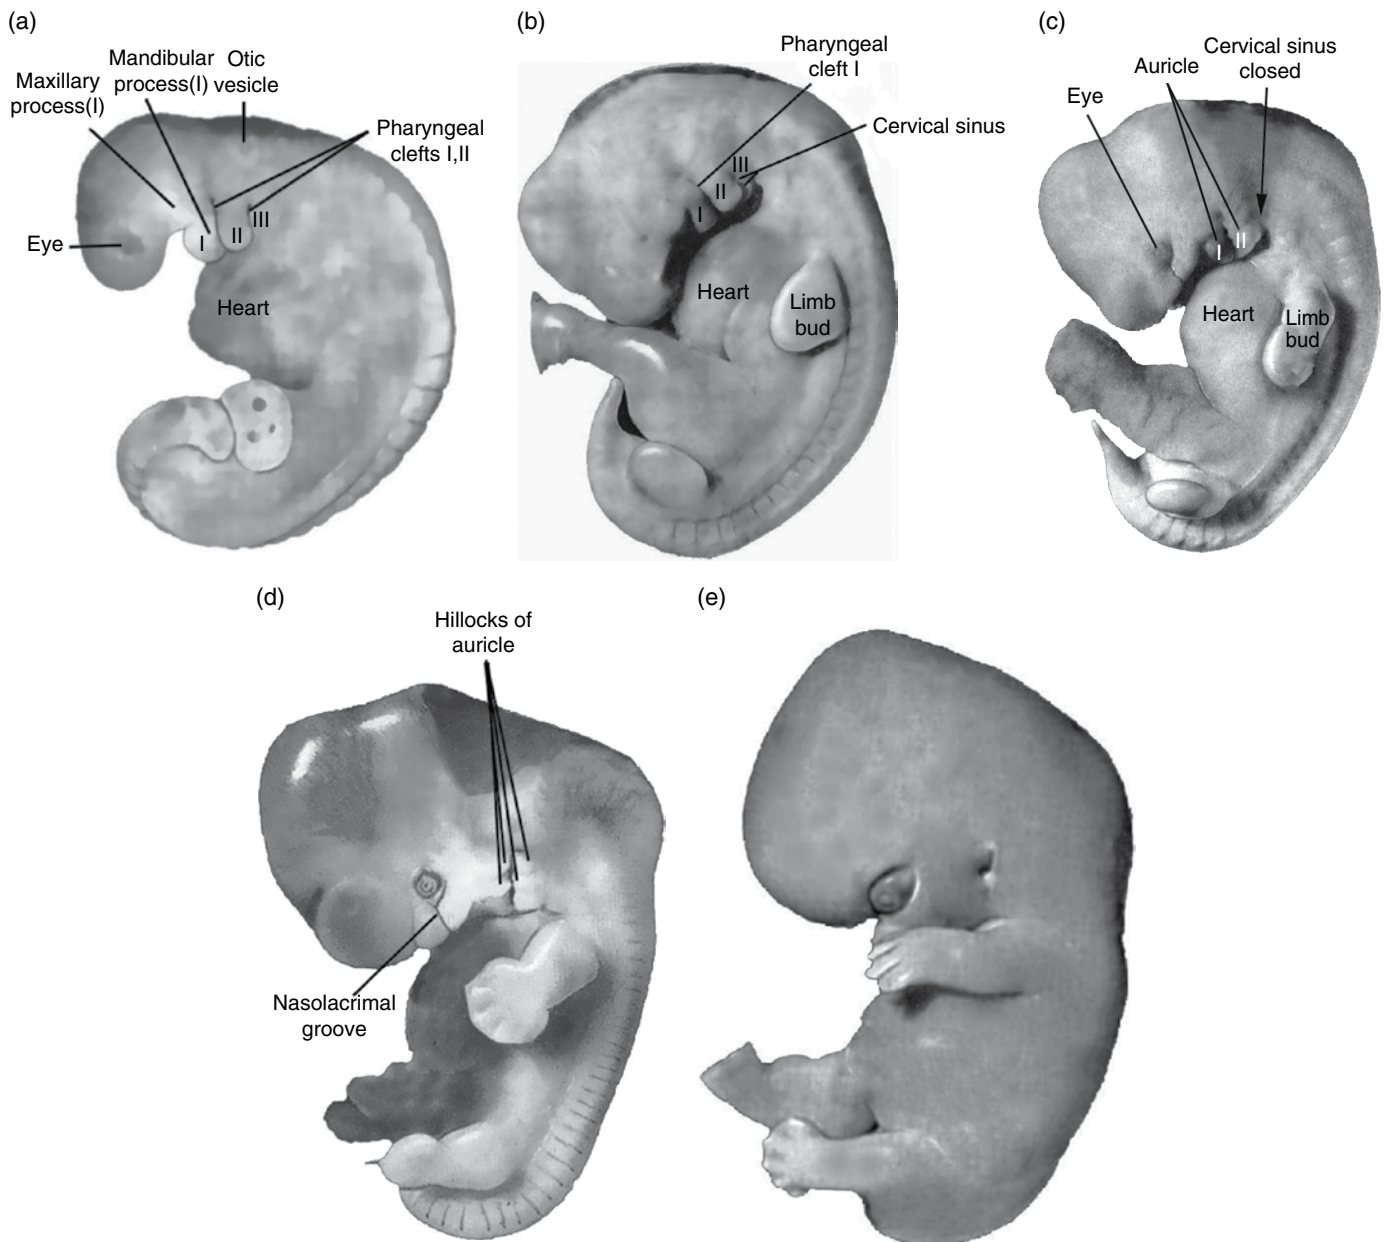 (a)
Maxillary
process(I)
Mandibular
process(I)
Otic
vesicle
Pharyngeal
clefts I,II
Eye
I
II
III
Heart
(b)
Pharyngeal
cleft I
Cervical sinus
III
II
I
Heart
Limb
bud
(c)
Eye
Auricle
Cervical sinus
closed
I
II
Heart
Limb
bud
(d)
Hillocks of
auricle
Nasolacrimal
groove
(e)